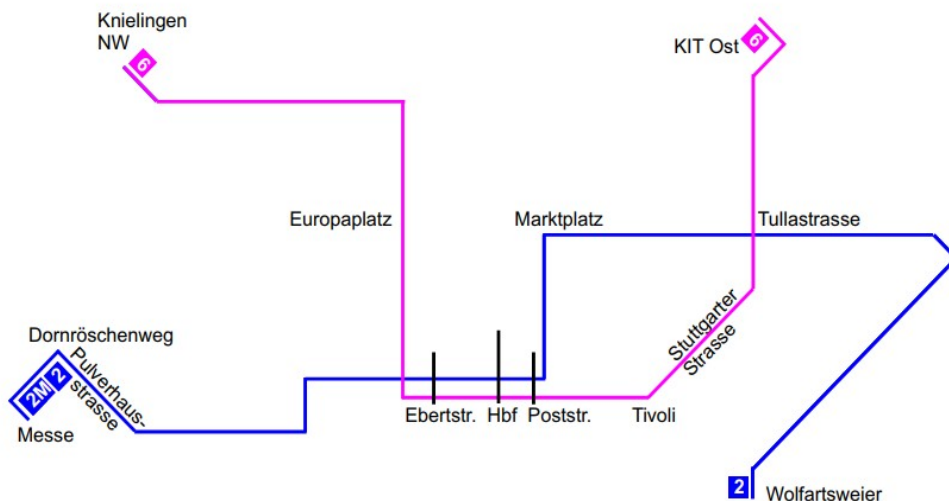 Knielingen
NW
6
KIT Ost
6
Europaplatz
Marktplatz
Tullastrasse
Stuttgarter
Strasse
Dornröschenweg
Pulverhaus-
strasse
2M 2
Messe
Ebertstr.
Hbf
Poststr.
Tivoli
2
Wolfartsweier